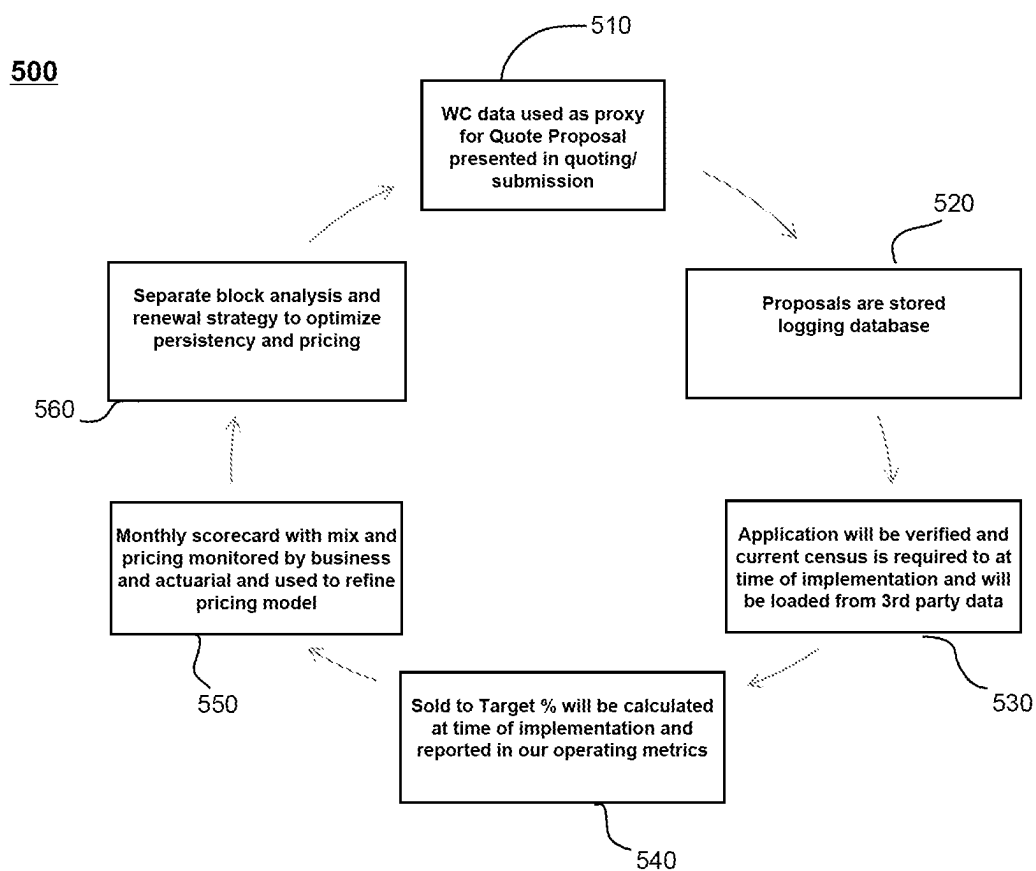 510
500
WC data used as proxy
for Quote Proposal
presented in quoting/
submission
520
Proposals are stored
logging database
Separate block analysis and
renewal strategy to optimize
persistency and pricing
560
Application will be verified and
current census is required to at
time of implementation and will
be loaded from 3rd party data
530
Monthly scorecard with mix and
pricing monitored by business
and actuarial and used to refine
pricing model
550
Sold to Target % will be calculated
at time of implementation and
reported in our operating metrics
540